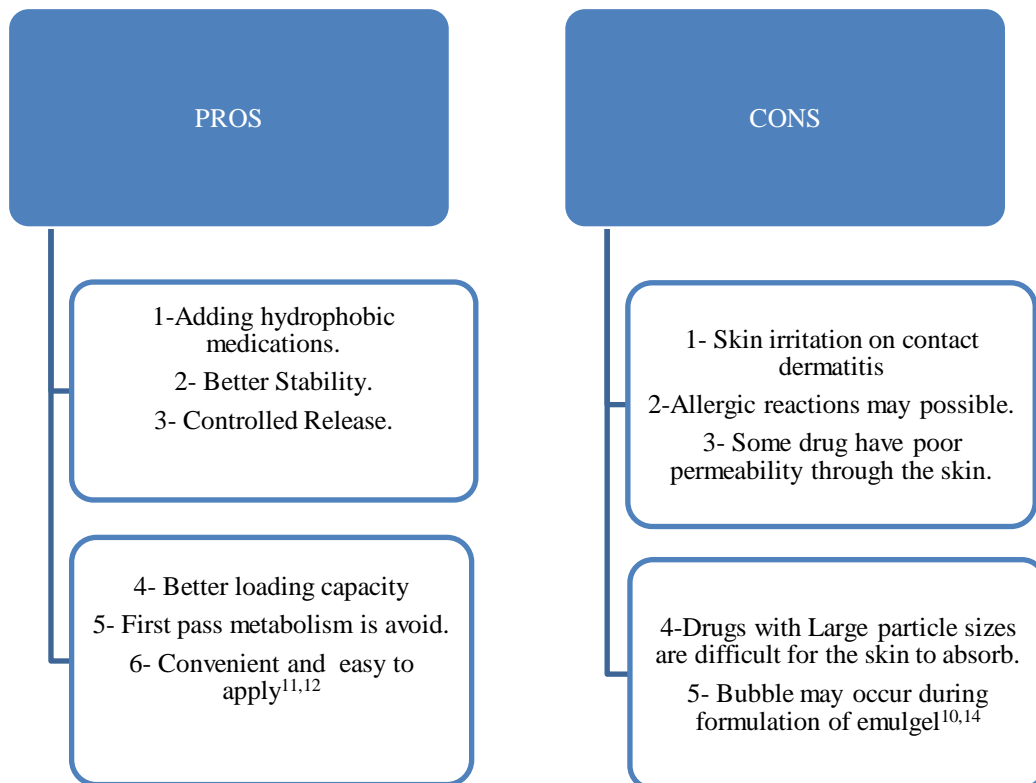 PROS
1-Adding hydrophobic
medications.
2- Better Stability.
3- Controlled Release.
4- Better loading capacity
5- First pass metabolism is avoid.
6- Convenient and easy to
apply11,12
CONS
1- Skin irritation on contact
dermatitis
2-Allergic reactions may possible.
3- Some drug have poor
permeability through the skin.
4-Drugs with Large particle sizes
are difficult for the skin to absorb.
5- Bubble may occur during
formulation of emulgel10,14